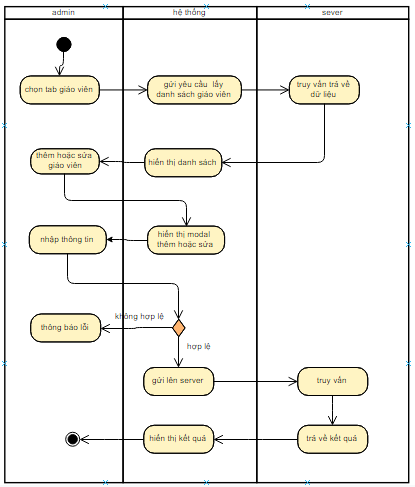 admin
hệ thống
sever
chọn tab giáo viên
gửi yêu cầu lấy
danh sách giáo viên
truy vấn trả về
dữ liệu
thêm hoặc sửa
giáo viên
hiển thị danh sách
nhập thông tin
hiển thị modal
thêm hoặc sửa
không hợp lệ
thông báo lỗi
hợp lệ
gửi lên server
truy vấn
hiển thị kết quả
trả về kết quả